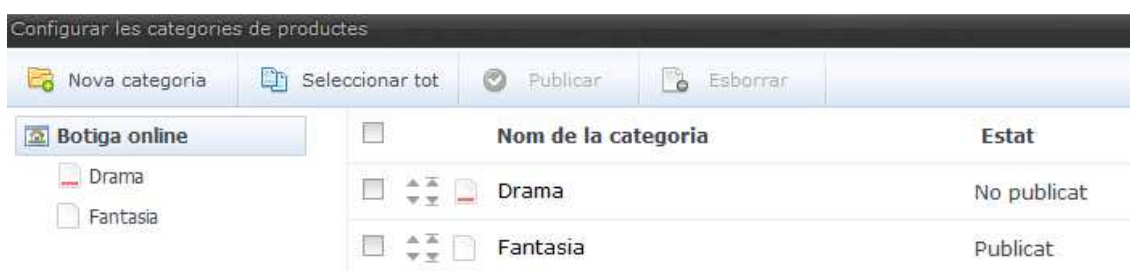 Configurar les categories de productes
Nova categoria Seleccionar tot Publicar Esborrar
Botiga online
Drama
Fantasia
Nom de la categoria Estat
Drama No publicat
Fantasia Publicat